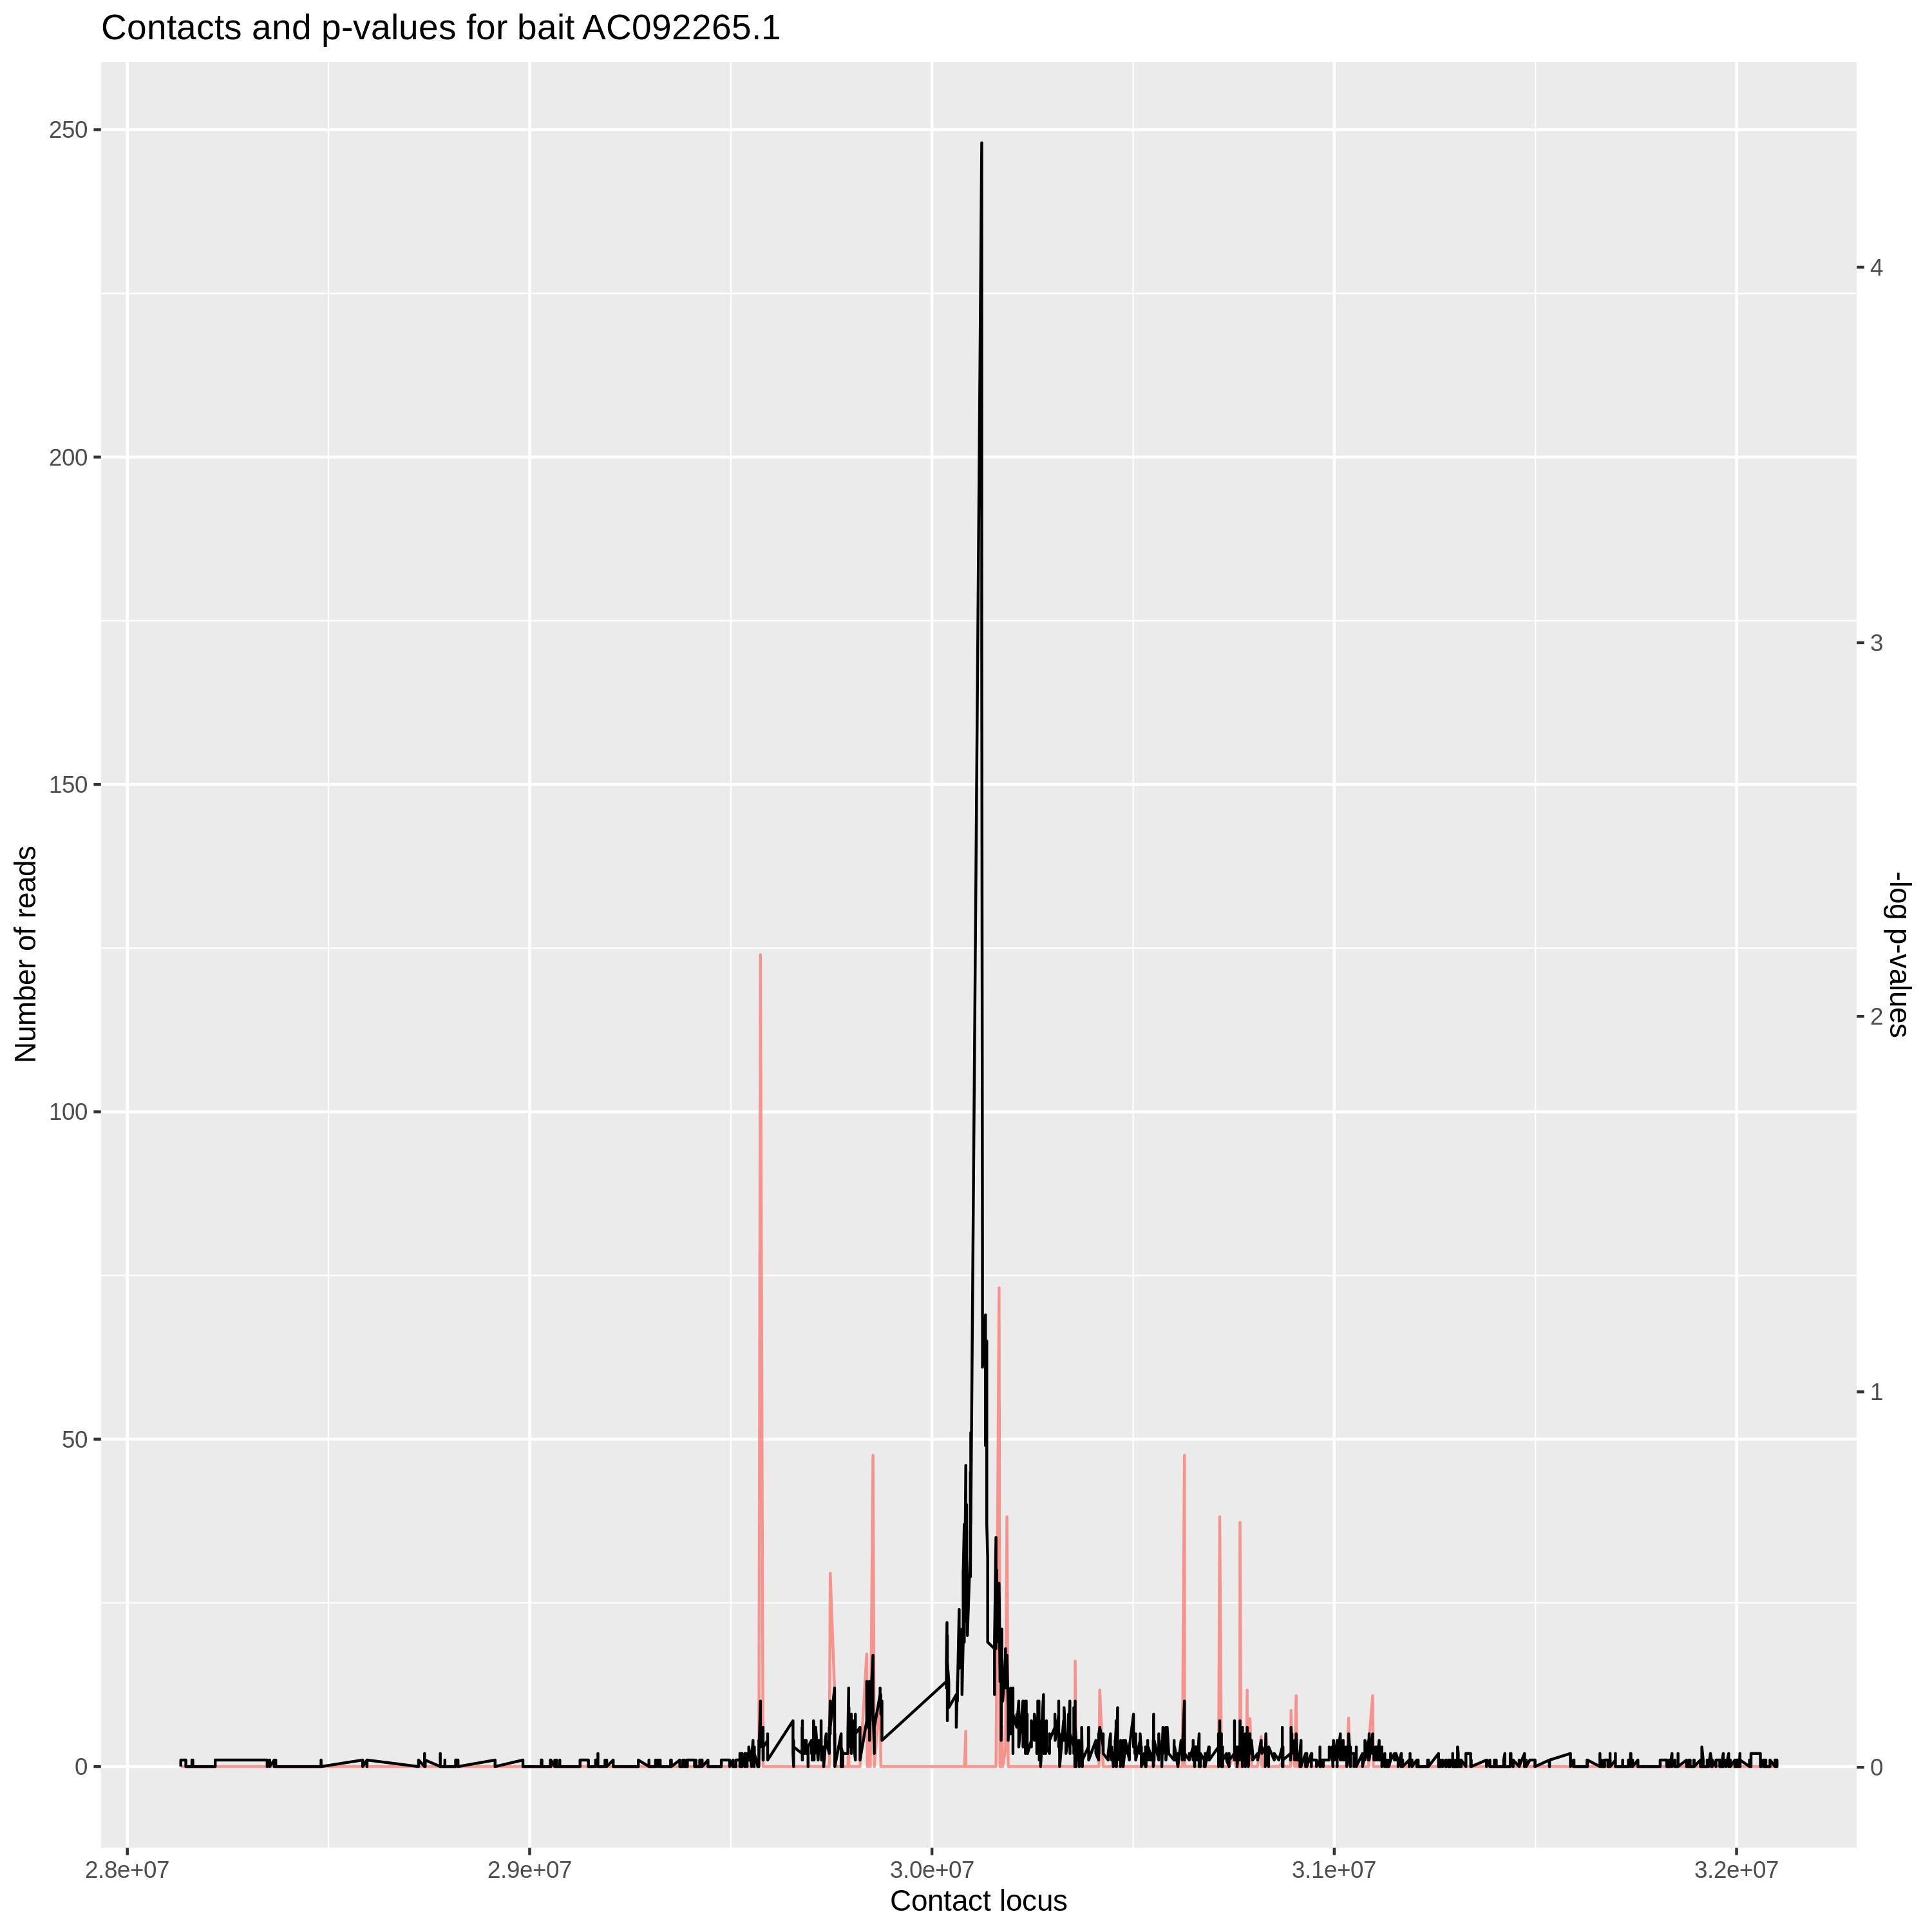 Contacts and p-values for bait AC092265.1
250
200
150
100
50
0
Number of reads
4
3
2
1
0
-log p-values
2.8e+07
2.9e+07
3.0e+07
3.1e+07
3.2e+07
Contact locus